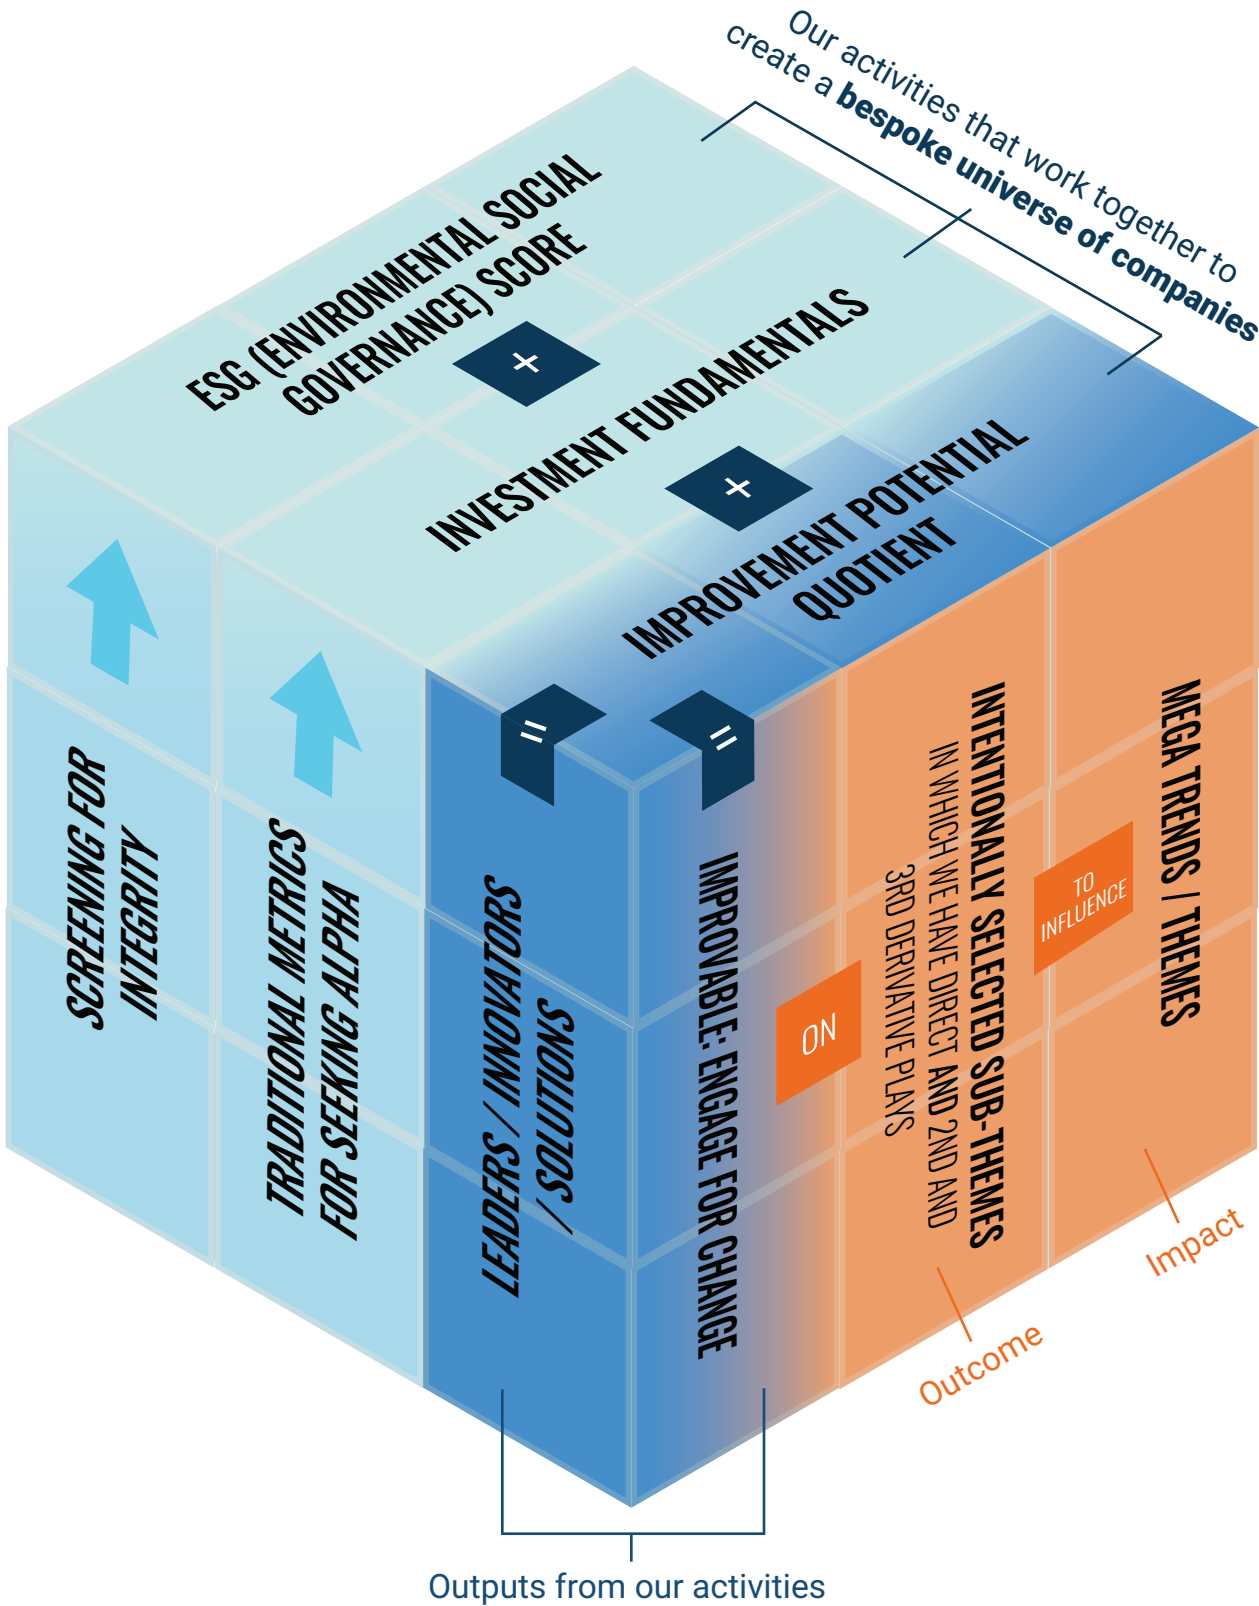 Our activities that work together to
create a bespoke universe of companies
ESG (ENVIRONMENTAL SOCIAL
GOVERNANCE) SCORE
+
INVESTMENT FUNDAMENTALS
+
IMPROVEMENT POTENTIAL
QUOTIENT
=
=
SCREENING FOR
INTEGRITY
TRADITIONAL METRICS
FOR SEEKING ALPHA
LEADERS / INNOVATORS
/ SOLUTIONS
IMPROVABLE: ENGAGE FOR CHANGE
ON
INTENTIONALLY SELECTED SUB-THEMES
IN WHICH WE HAVE DIRECT AND 2ND AND
3RD DERIVATIVE PLAYS
TO
INFLUENCE
MEGA TRENDS / THEMES
Impact
Outcome
Outputs from our activities